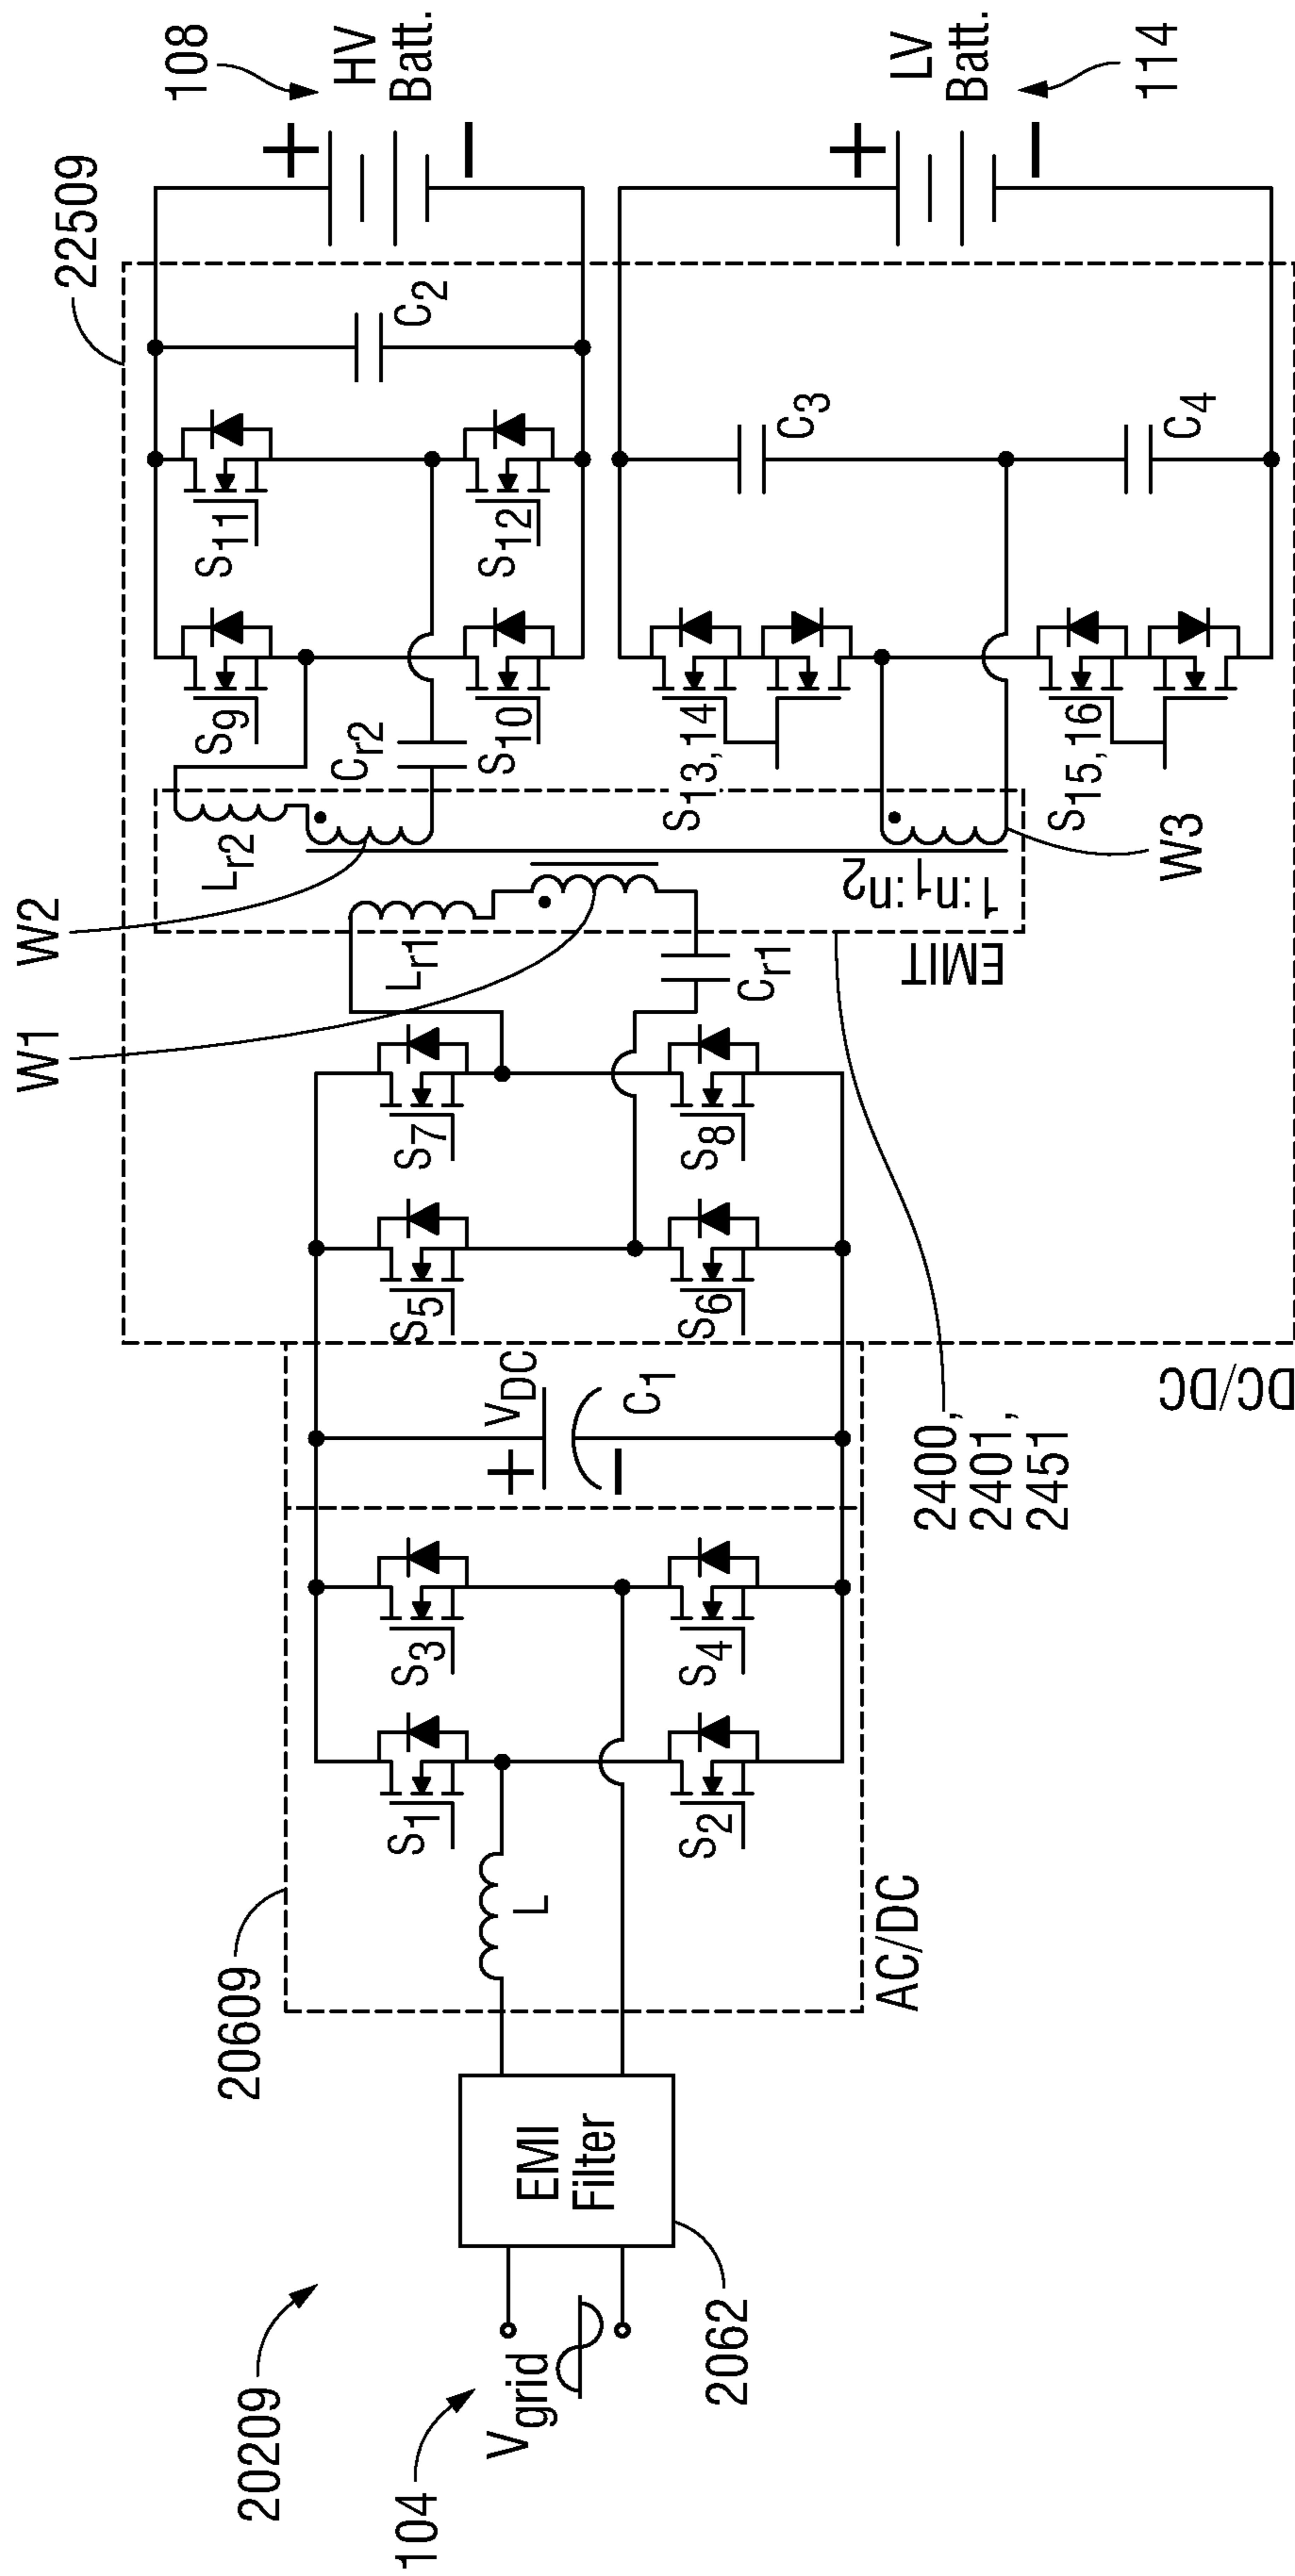 20209
104
Vgrid
EMI
Filter
2062
20609
AC/DC
L
S1
S2
S3
S4
VDC
+
−
C1
22509
DC/DC
S5
S6
S7
S8
W1
W2
Lr1
Cr1
EMIT
1:n1:n2
2400,
2401,
2451
Lr2
Cr2
W3
S9
S10
S11
S12
C2
S13,14
S15,16
C3
C4
108
HV
Batt.
+
−
LV
Batt.
+
−
114